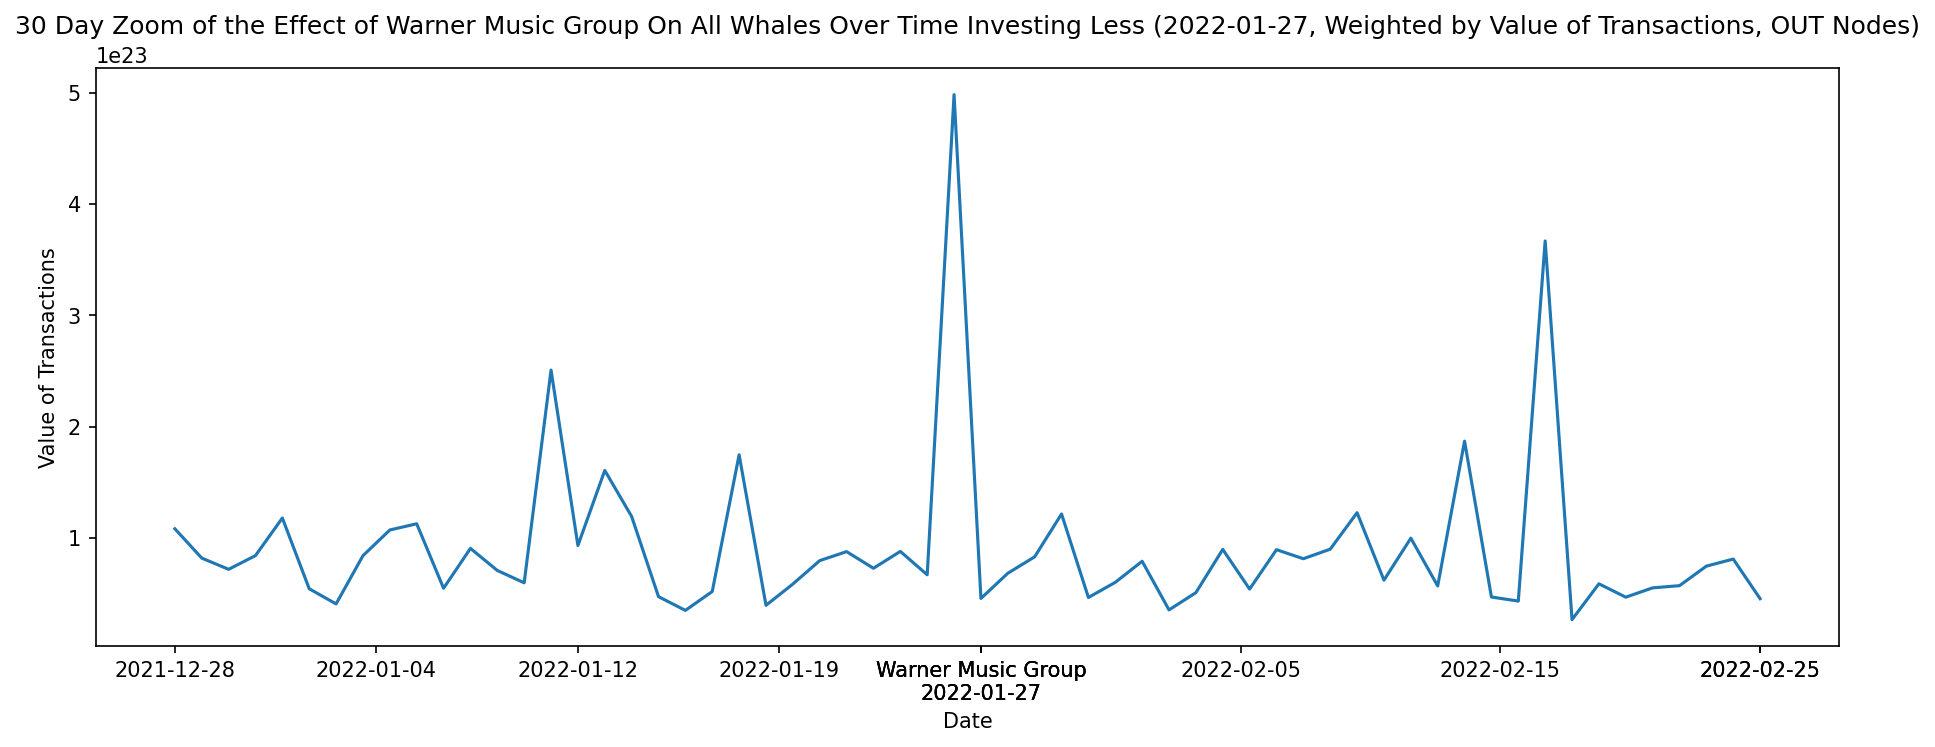 30 Day Zoom of the Effect of Warner Music Group On All Whales Over Time Investing Less (2022-01-27, Weighted by Value of Transactions, OUT Nodes)
1e23
5
4
3
2
1
Value of Transactions
2021-12-28
2022-01-04
2022-01-12
2022-01-19
Warner Music Group
2022-01-27
2022-02-05
2022-02-15
2022-02-25
Date